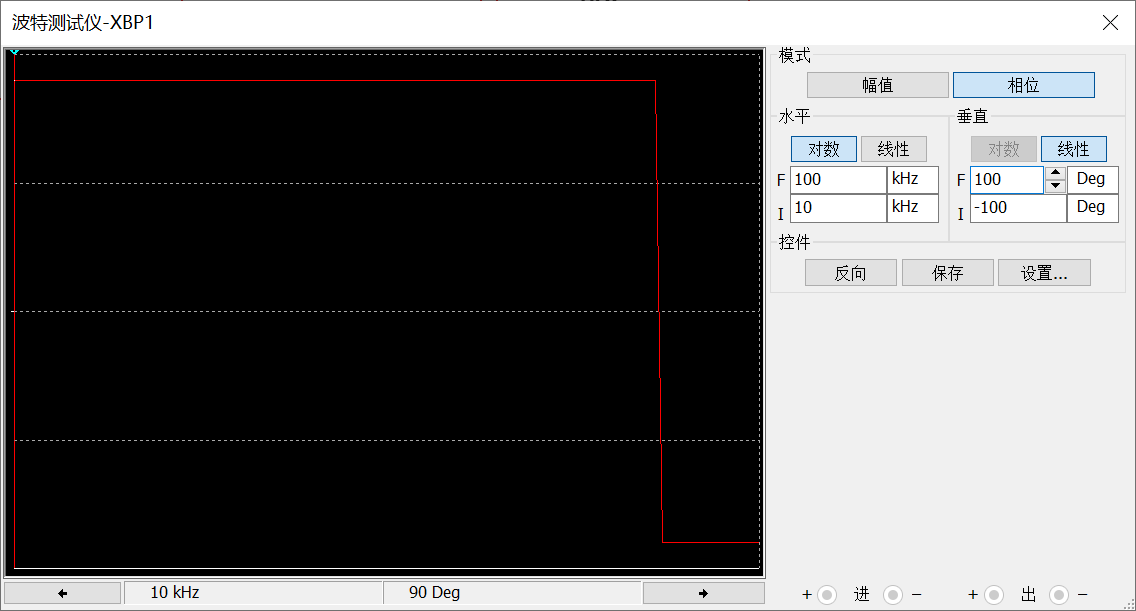 波特测试仪-XBP1
模式
幅值 相位
水平 垂直
对数 线性 对数 线性
F 100 kHz F 100 Deg
I 10 kHz I -100 Deg
控件
反向 保存 设置...
10 kHz 90 Deg
+ 进 − + 出 −